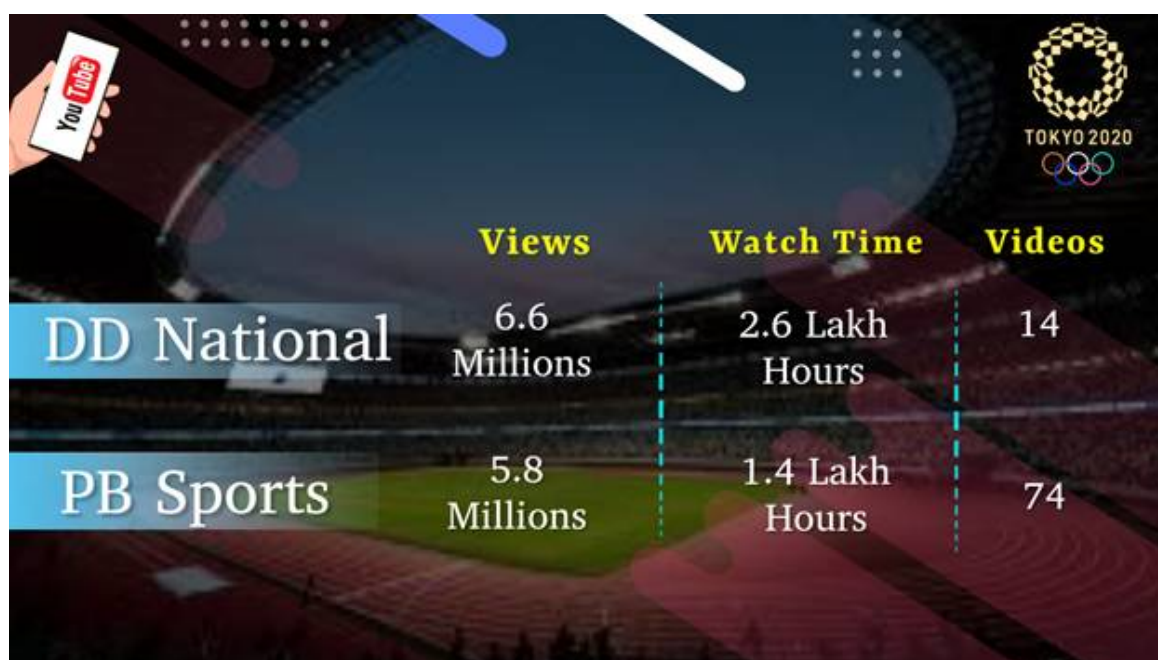 YouTube
TOKYO 2020
Views Watch Time Videos
DD National
6.6
Millions
2.6 Lakh
Hours
14
PB Sports
5.8
Millions
1.4 Lakh
Hours
74